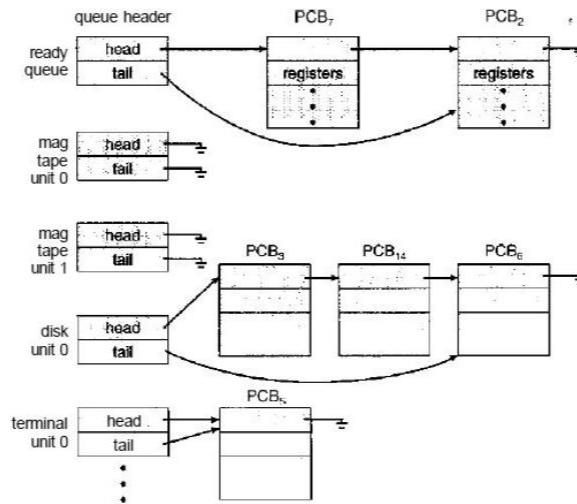 queue header PCB₇ PCB₂
ready queue head
tail registers registers
mag tape unit 0 head
tail
mag tape unit 1 head
tail
PCB₃ PCB₁₄ PCB₆
disk unit 0 head
tail
PCB₅
terminal unit 0 head
tail